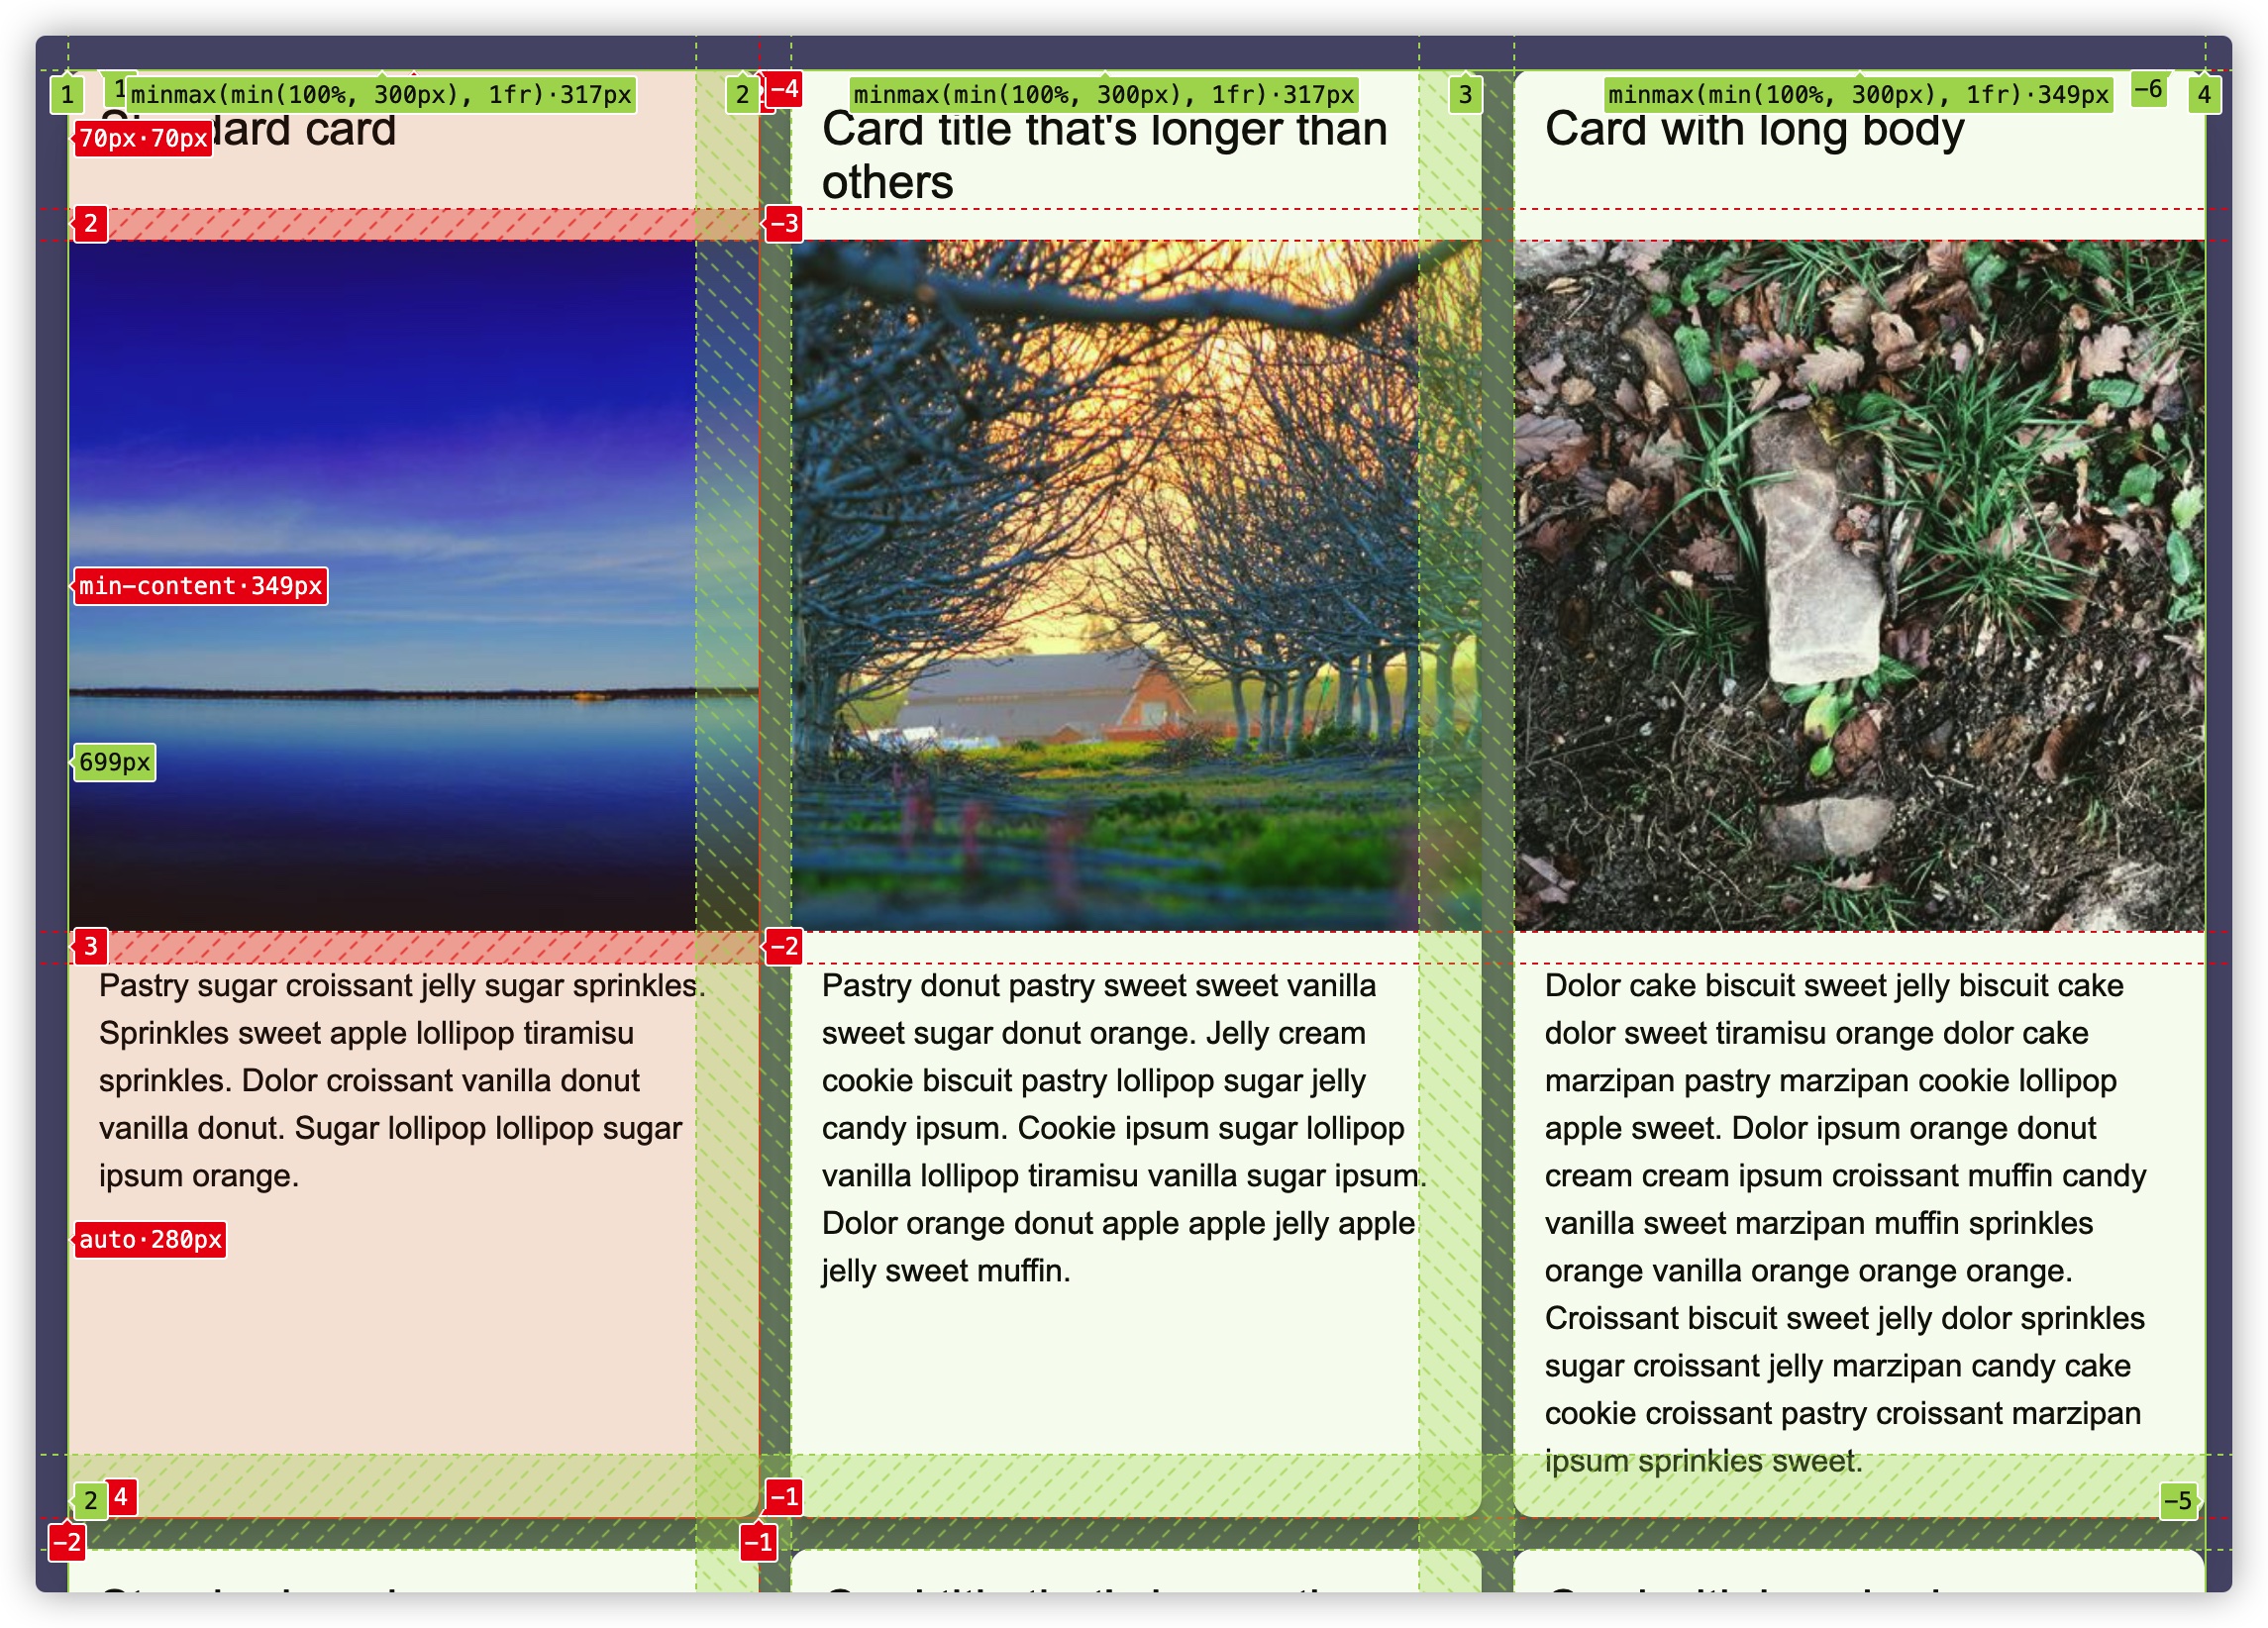 1
1
minmax(min(100%, 300px), 1fr)·317px
2
-4
minmax(min(100%, 300px), 1fr)·317px
3
minmax(min(100%, 300px), 1fr)·349px
-6
4
70px·70px
Standard card
Card title that's longer than
others
Card with long body
2
-3
min-content·349px
699px
3
-2
Pastry sugar croissant jelly sugar sprinkles.
Sprinkles sweet apple lollipop tiramisu
sprinkles. Dolor croissant vanilla donut
vanilla donut. Sugar lollipop lollipop sugar
ipsum orange.
auto·280px
Pastry donut pastry sweet sweet vanilla
sweet sugar donut orange. Jelly cream
cookie biscuit pastry lollipop sugar jelly
candy ipsum. Cookie ipsum sugar lollipop
vanilla lollipop tiramisu vanilla sugar ipsum.
Dolor orange donut apple apple jelly apple
jelly sweet muffin.
Dolor cake biscuit sweet jelly biscuit cake
dolor sweet tiramisu orange dolor cake
marzipan pastry marzipan cookie lollipop
apple sweet. Dolor ipsum orange donut
cream cream ipsum croissant muffin candy
vanilla sweet marzipan muffin sprinkles
orange vanilla orange orange orange.
Croissant biscuit sweet jelly dolor sprinkles
sugar croissant jelly marzipan candy cake
cookie croissant pastry croissant marzipan
ipsum sprinkles sweet.
2
4
-1
-5
-2
-1